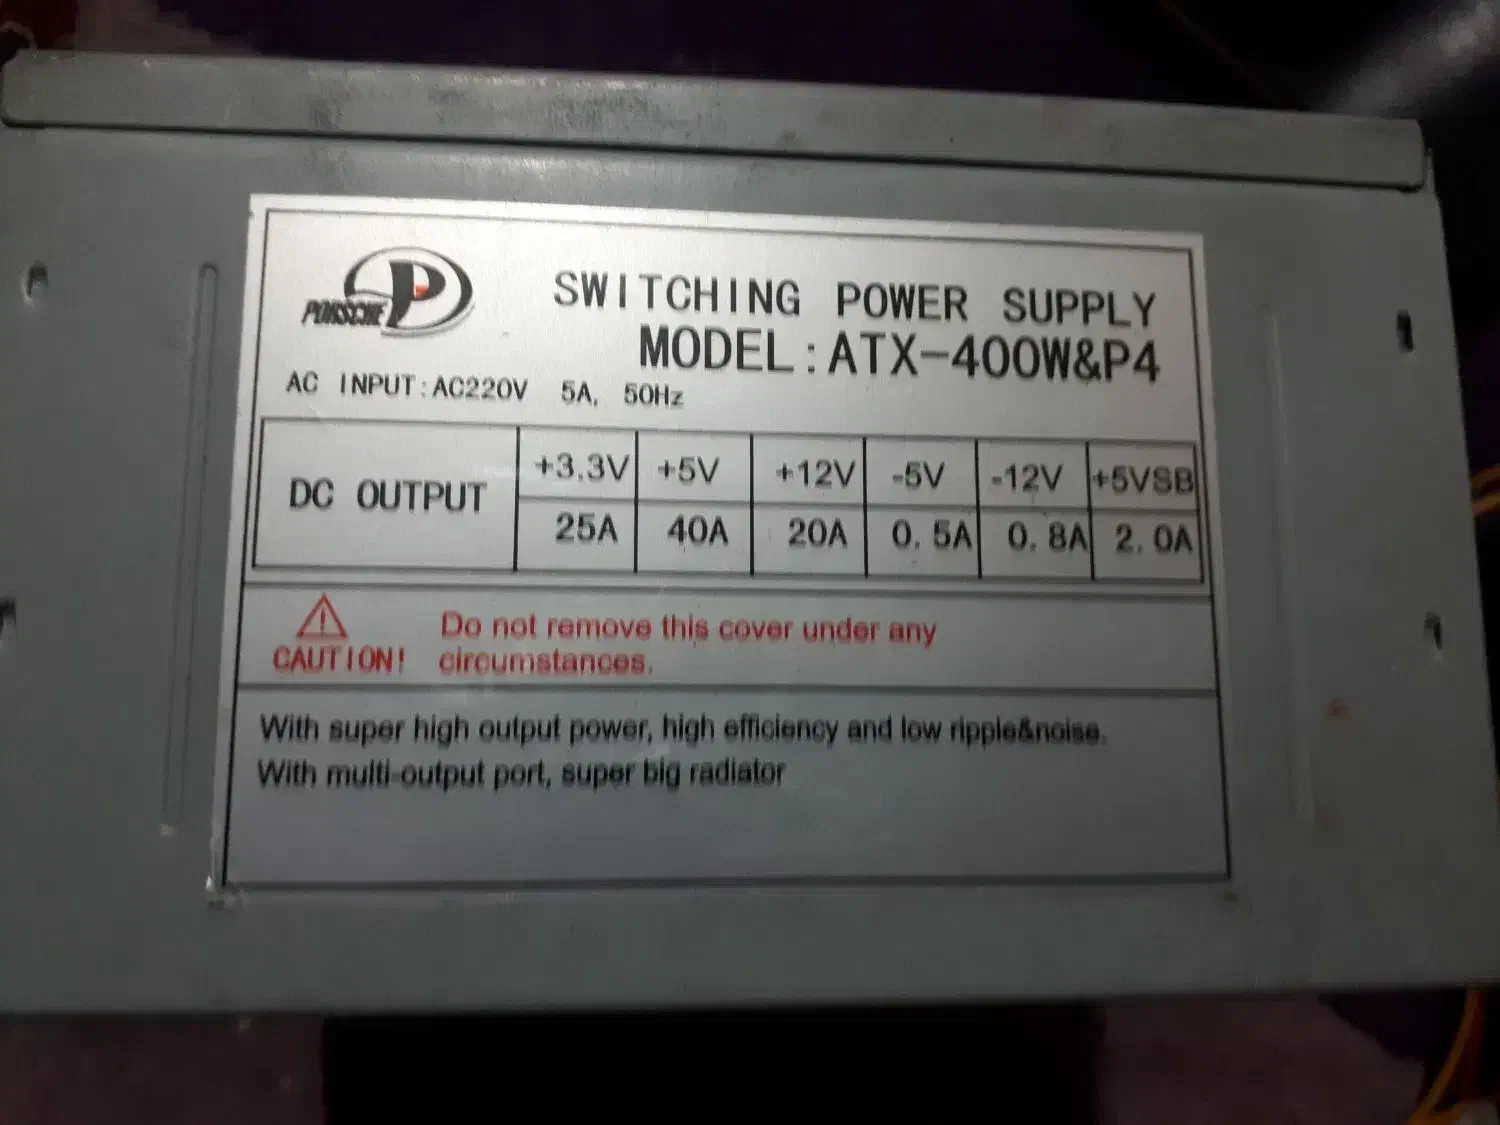 PORSCHE
SWITCHING POWER SUPPLY
MODEL:ATX-400W&P4
AC INPUT:AC220V 5A, 50Hz
DC OUTPUT
+3.3V +5V +12V -5V -12V +5VSB
25A 40A 20A 0.5A 0.8A 2.0A
CAUTION!
Do not remove this cover under any
circumstances.
With super high output power, high efficiency and low ripple&noise.
With multi-output port, super big radiator